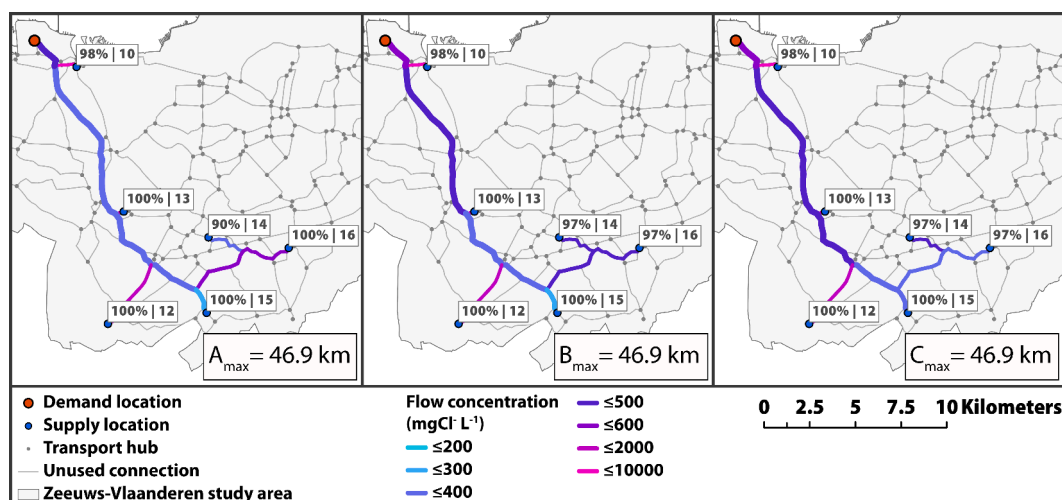 98% | 10
100% | 13
90% | 14
100% | 16
100% | 15
100% | 12
Amax = 46.9 km
98% | 10
100% | 13
97% | 14
97% | 16
100% | 15
100% | 12
Bmax = 46.9 km
98% | 10
100% | 13
97% | 14
97% | 16
100% | 15
100% | 12
Cmax = 46.9 km
Demand location
Supply location
Transport hub
Unused connection
Zeeuws-Vlaanderen study area
Flow concentration
(mgCl⁻ L⁻¹)
≤200
≤300
≤400
≤500
≤600
≤2000
≤10000
0 2.5 5 7.5 10 Kilometers